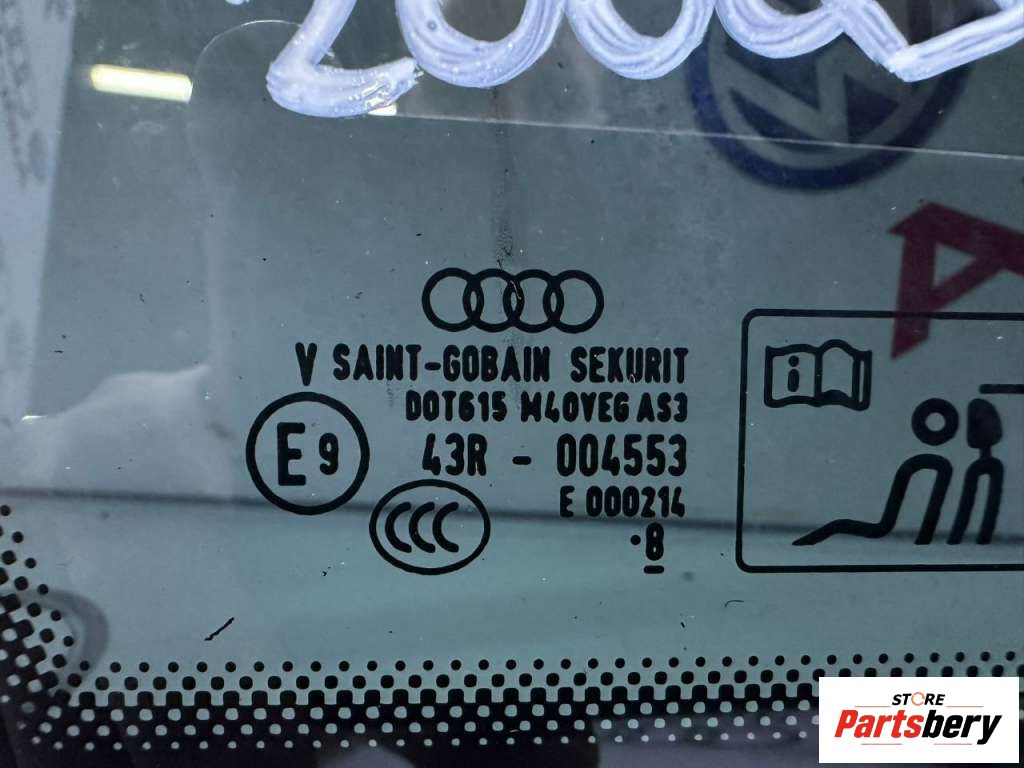 V SAINT-GOBAIN SEKURIT
DOT615 M40VEG AS3
E9
43R - 004553
E 000214
CCC
i
.8
A
STORE
Partsbery